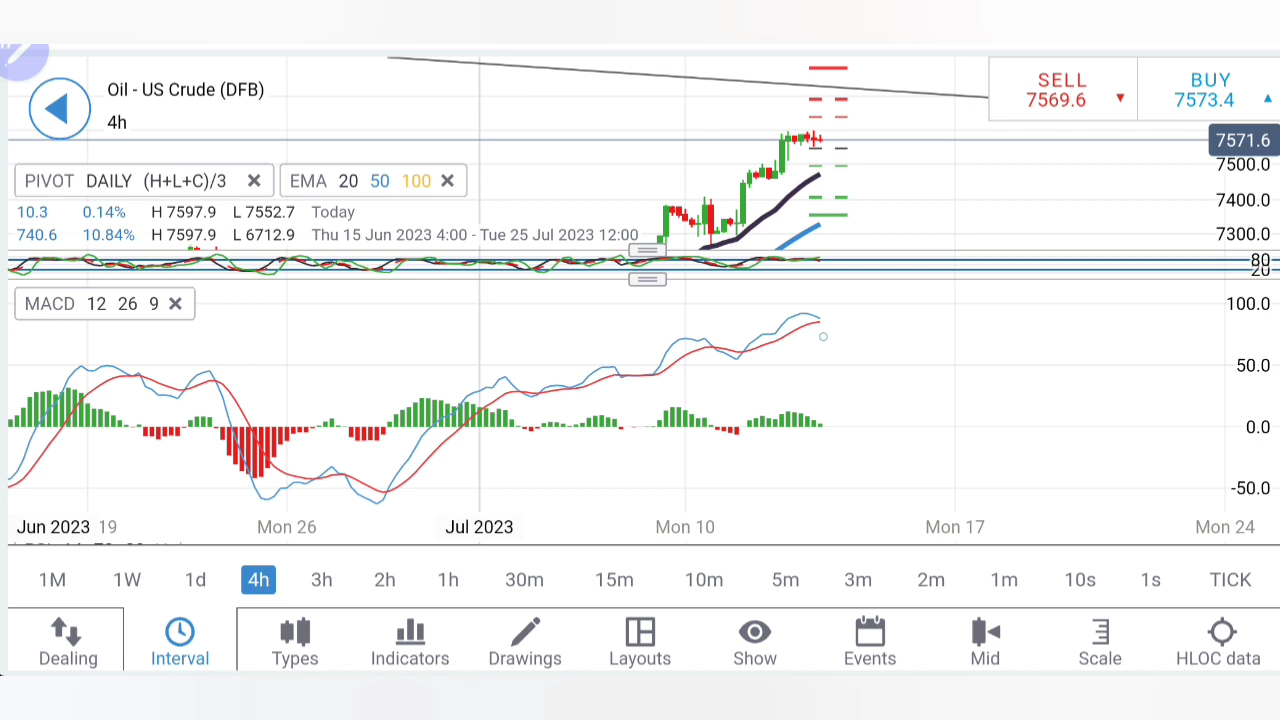 Oil - US Crude (DFB)
4h
SELL
7569.6
BUY
7573.4
7571.6
7500.0
7400.0
7300.0
PIVOT DAILY (H+L+C)/3
EMA 20 50 100
10.3 0.14% H 7597.9 L 7552.7 Today
740.6 10.84% H 7597.9 L 6712.9 Thu 15 Jun 2023 4:00 - Tue 25 Jul 2023 12:00
80
20
MACD 12 26 9
100.0
50.0
0.0
-50.0
Jun 2023 19 Mon 26 Jul 2023 Mon 10 Mon 17 Mon 24
1M 1W 1d 4h 3h 2h 1h 30m 15m 10m 5m 3m 2m 1m 10s 1s TICK
Dealing Interval Types Indicators Drawings Layouts Show Events Mid Scale HLOC data